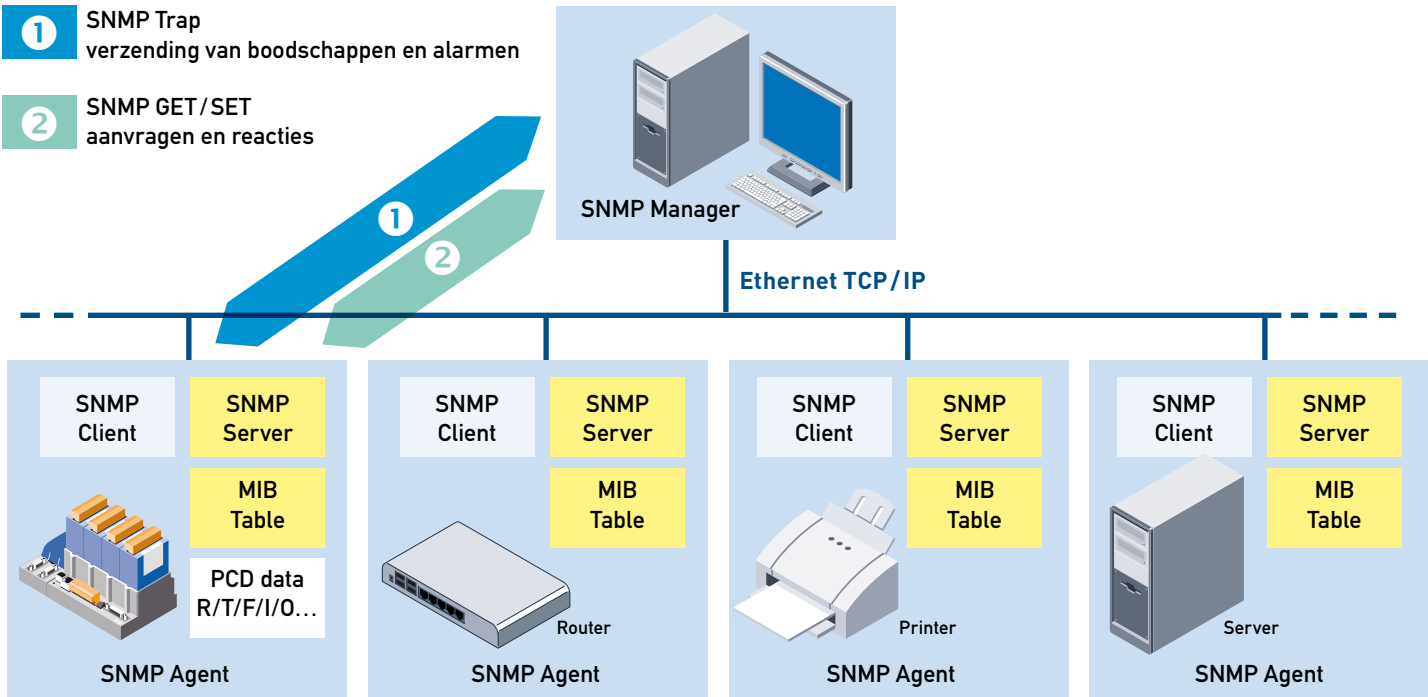 1
SNMP Trap
verzending van boodschappen en alarmen
2
SNMP GET/SET
aanvragen en reacties
1
2
SNMP Manager
Ethernet TCP/IP
SNMP
Client
SNMP
Server
MIB
Table
PCD data
R/T/F/I/O...
SNMP Agent
SNMP
Client
SNMP
Server
MIB
Table
Router
SNMP Agent
SNMP
Client
SNMP
Server
MIB
Table
Printer
SNMP Agent
SNMP
Client
SNMP
Server
MIB
Table
Server
SNMP Agent